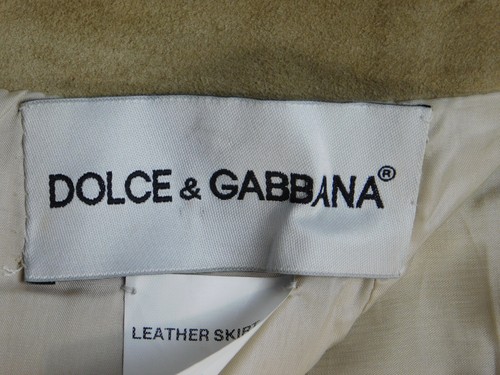 DOLCE & GABBANA®
LEATHER SKIRT